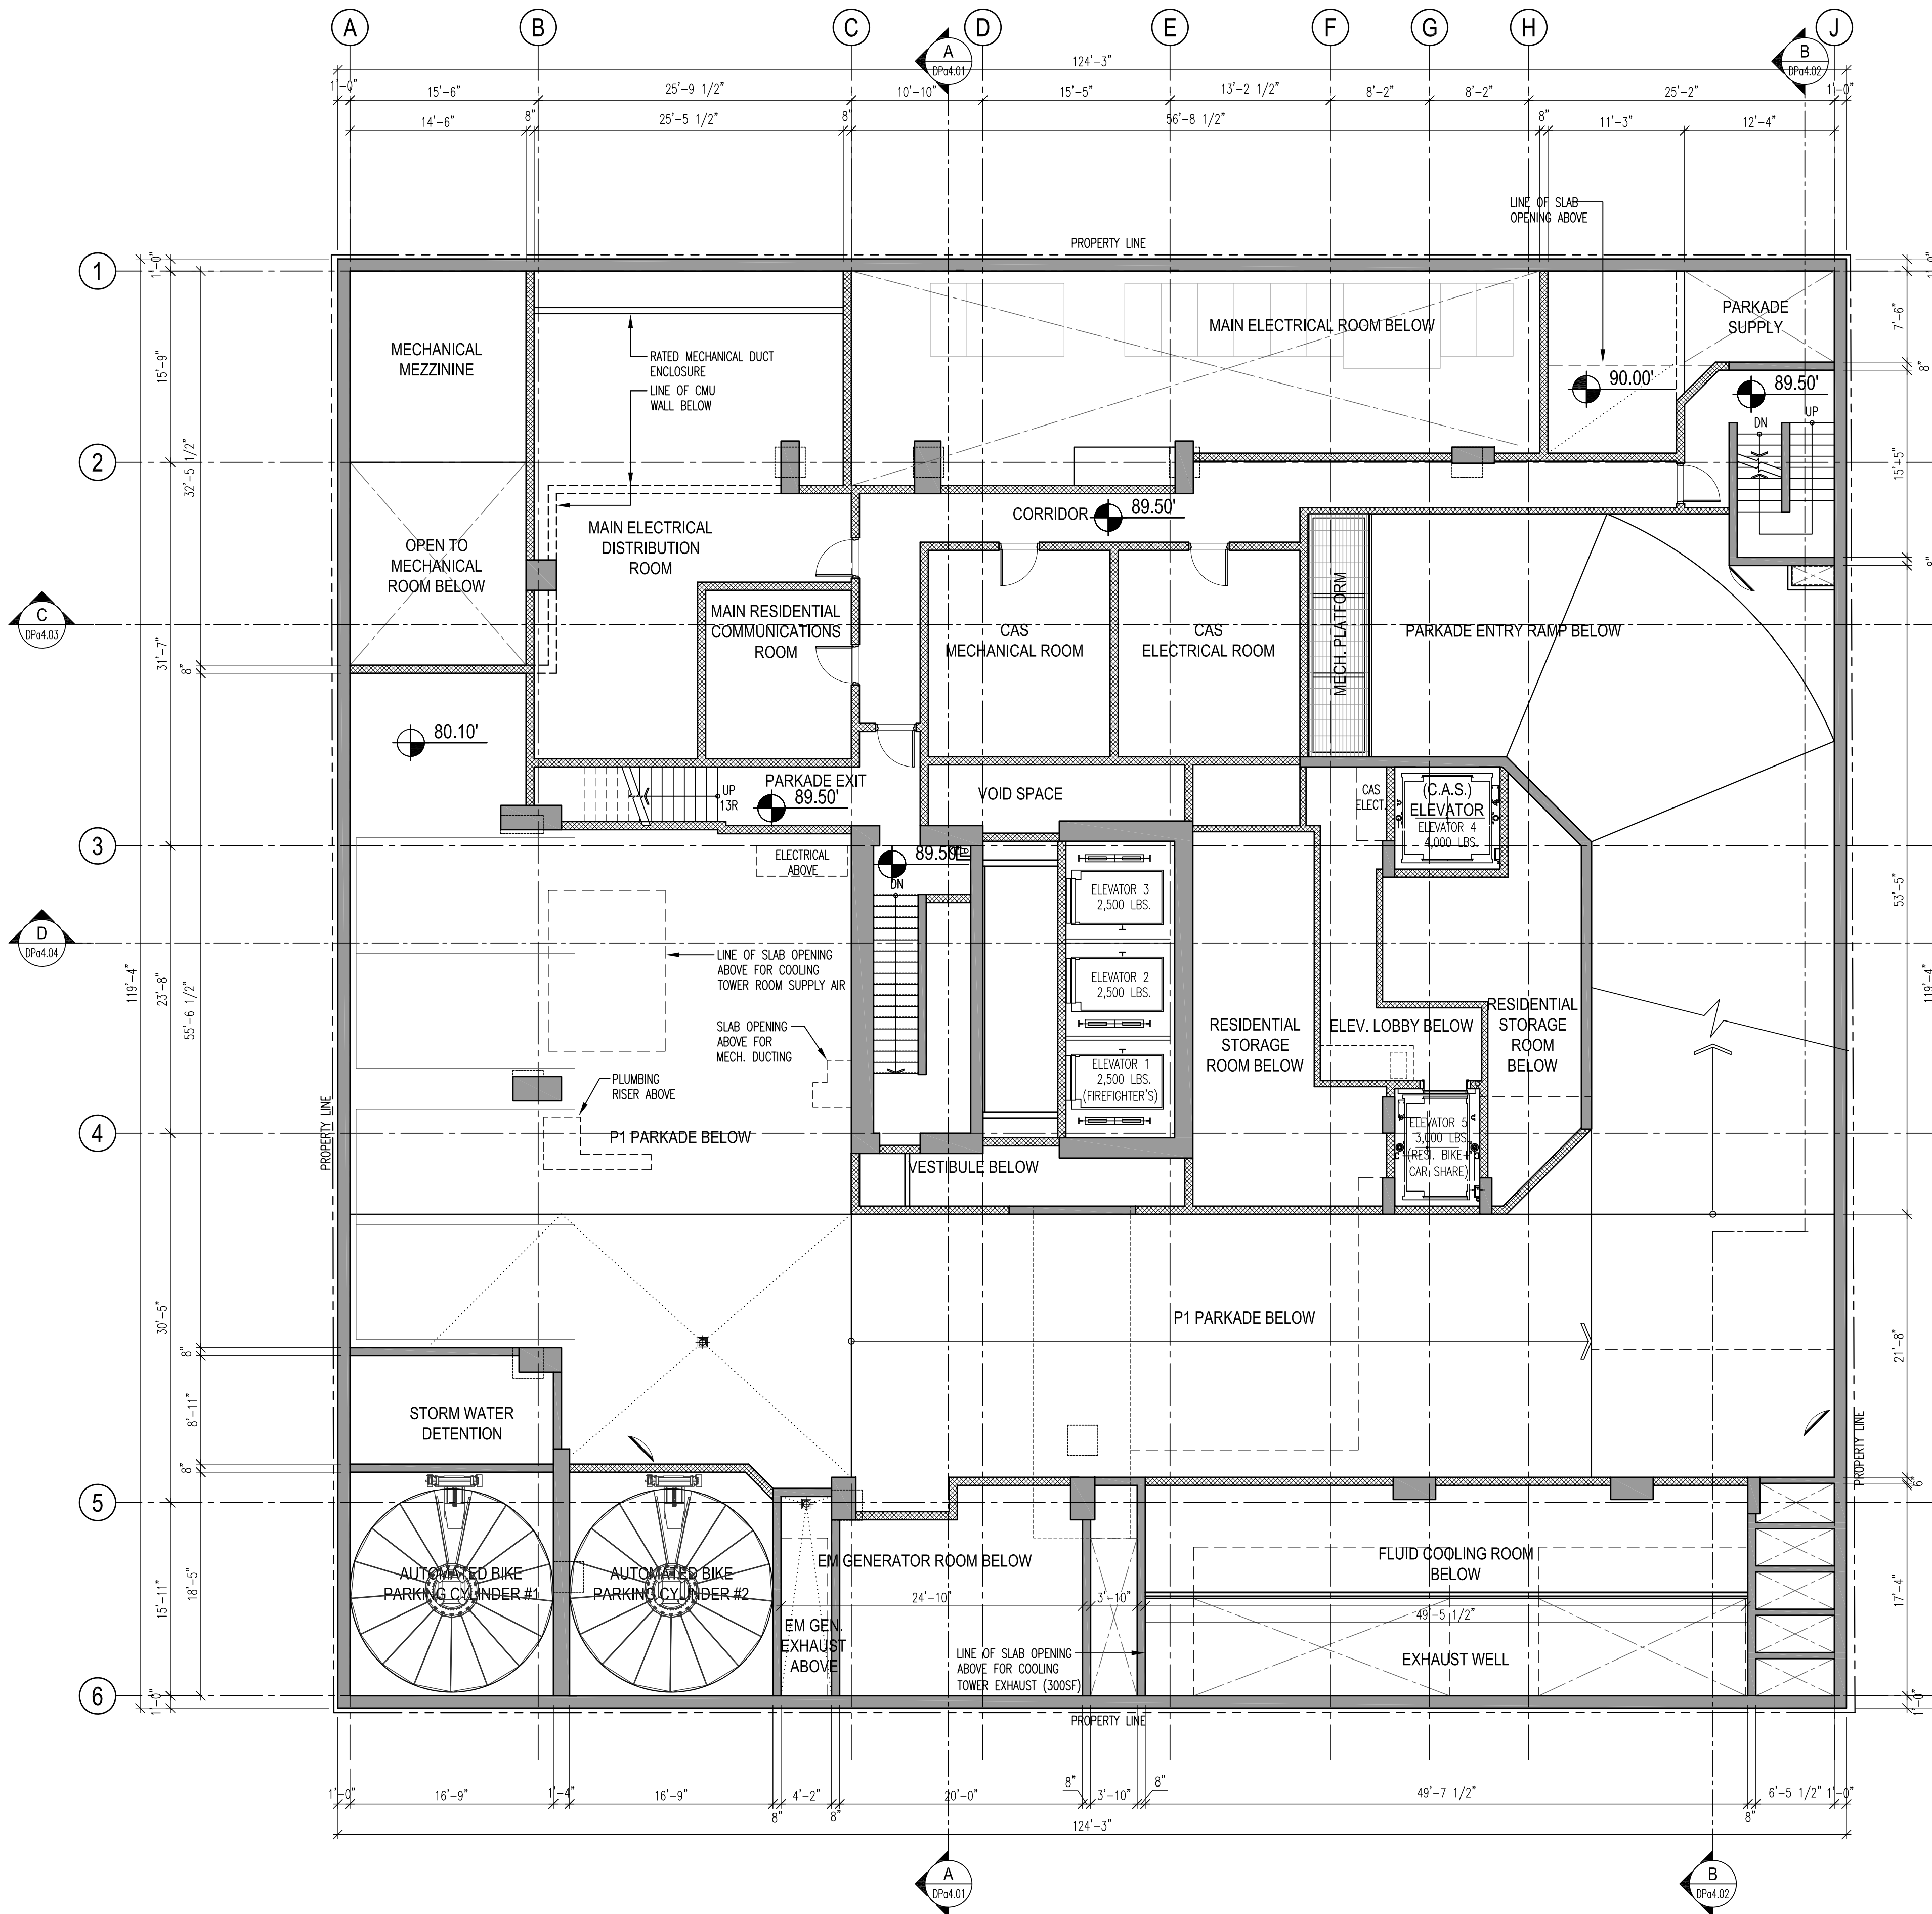 A B C D E F G H J
A
DPa4.01
B
DPa4.02
124'-3"
1'-0" 15'-6" 25'-9 1/2" 10'-10" 15'-5" 13'-2 1/2" 8'-2" 8'-2" 25'-2" 1'-0"
14'-6" 8" 25'-5 1/2" 8" 56'-8 1/2" 8" 11'-3" 12'-4"
LINE OF SLAB
OPENING ABOVE
PROPERTY LINE
1
2
3
4
5
6
C
DPa4.03
D
DPa4.04
119'-4"
1'-0"
15'-9"
31'-7"
23'-8"
30'-5"
15'-11"
1'-0"
32'-5 1/2"
8"
55'-6 1/2"
8"
8'-11"
8"
18'-5"
MECHANICAL
MEZZININE
RATED MECHANICAL DUCT
ENCLOSURE
LINE OF CMU
WALL BELOW
MAIN ELECTRICAL ROOM BELOW
PARKADE
SUPPLY
90.00'
89.50'
DN
UP
OPEN TO
MECHANICAL
ROOM BELOW
MAIN ELECTRICAL
DISTRIBUTION
ROOM
CORRIDOR
89.50'
MAIN RESIDENTIAL
COMMUNICATIONS
ROOM
CAS
MECHANICAL ROOM
CAS
ELECTRICAL ROOM
MECH. PLATFORM
PARKADE ENTRY RAMP BELOW
80.10'
PARKADE EXIT
89.50'
UP
13R
VOID SPACE
CAS
ELECT.
(C.A.S.)
ELEVATOR
ELEVATOR 4
4,000 LBS.
ELECTRICAL
ABOVE
89.50'
DN
ELEVATOR 3
2,500 LBS.
ELEVATOR 2
2,500 LBS.
ELEVATOR 1
2,500 LBS.
(FIREFIGHTER'S)
LINE OF SLAB OPENING
ABOVE FOR COOLING
TOWER ROOM SUPPLY AIR
SLAB OPENING
ABOVE FOR
MECH. DUCTING
PLUMBING
RISER ABOVE
P1 PARKADE BELOW
RESIDENTIAL
STORAGE
ROOM BELOW
ELEV. LOBBY BELOW
RESIDENTIAL
STORAGE
ROOM
BELOW
ELEVATOR 5
3,000 LBS.
(RESI. BIKE+
CAR SHARE)
VESTIBULE BELOW
PROPERTY LINE
P1 PARKADE BELOW
STORM WATER
DETENTION
PROPERTY LINE
AUTOMATED BIKE
PARKING CYLINDER #1
AUTOMATED BIKE
PARKING CYLINDER #2
EM GENERATOR ROOM BELOW
24'-10"
3'-10"
49'-5 1/2"
EM GEN.
EXHAUST
ABOVE
LINE OF SLAB OPENING
ABOVE FOR COOLING
TOWER EXHAUST (300SF)
FLUID COOLING ROOM
BELOW
EXHAUST WELL
PROPERTY LINE
1'-0"
7'-6"
8"
15'-5"
8"
53'-5"
119'-4"
21'-8"
6"
17'-4"
1'-0"
1'-0" 16'-9" 1'-4" 16'-9" 8" 4'-2" 8" 20'-0" 8" 3'-10" 8" 49'-7 1/2" 8" 6'-5 1/2" 1'-0"
124'-3"
A
DPa4.01
B
DPa4.02